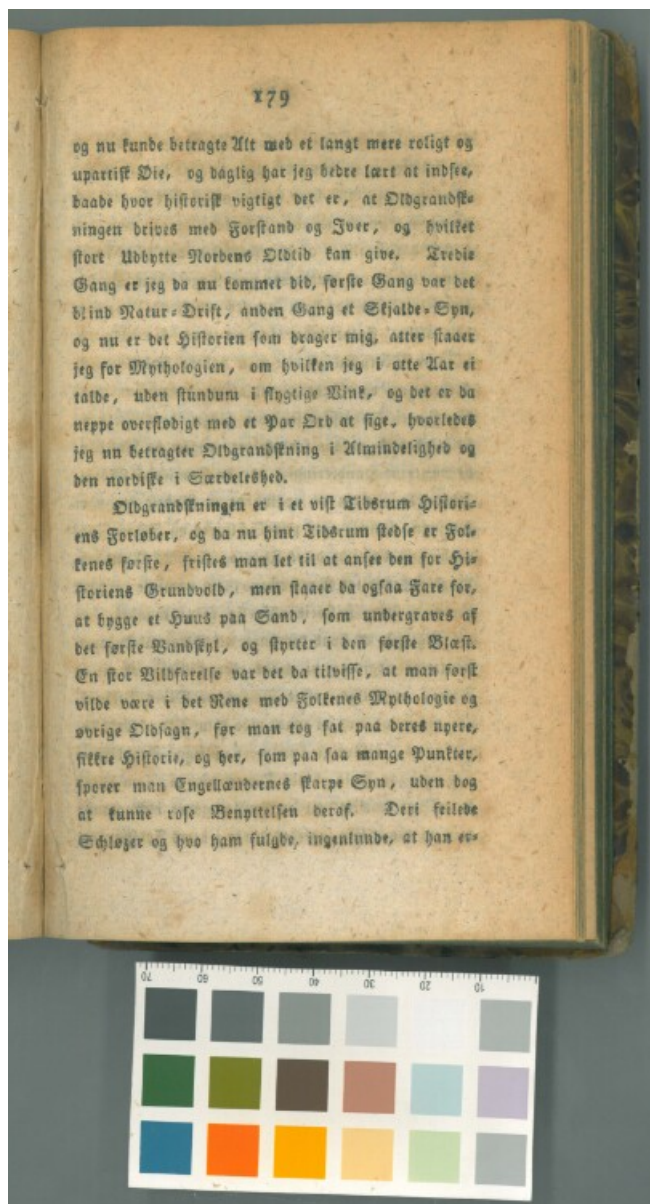 179
og nu kunde betragte Alt med et langt mere roligt og
upartisk Øie, og daglig har jeg bedre lært at indsee,
baade hvor historisk vigtigt det er, at Oldgrandsk-
ningen drives med Forstand og Iver, og hvilket
stort Udbytte Nordens Oldtid kan give. Tredie
Gang er jeg da nu kommet did, første Gang var det
blind Natur-Drift, anden Gang et Skjalde-Syn,
og nu er det Historien som drager mig, atter staaer
jeg for Mythologien, om hvilken jeg i otte Aar ei
talde, uden stundum i flygtige Vink, og det er da
neppe overflødigt med et Par Ord at sige, hvorledes
jeg nu betragter Oldgrandskning i Almindelighed og
den nordiske i Særdeleshed.
Oldgrandskningen er i et vist Tidsrum Histori-
ens Forløber, og da nu hint Tidsrum stedse er Fol-
kenes første, fristes man let til at ansee den for Hi-
storiens Grundvold, men staaer da ogsaa Fare for,
at bygge et Huus paa Sand, som undergraves af
det første Vandskyl, og styrter i den første Blæst.
En stor Vildfarelse var det da tilvisse, at man først
vilde være i det Rene med Folkenes Mythologie og
øvrige Oldsagn, før man tog fat paa deres nyere,
sikkre Historie, og her, som paa saa mange Punkter,
sporer man Engellændernes skarpe Syn, uden dog
at kunne rose Benyttelsen deraf. Deri feilede
Schløzer og hvo ham fulgde, ingenlunde, at han er-
70 60 50 40 30 20 10